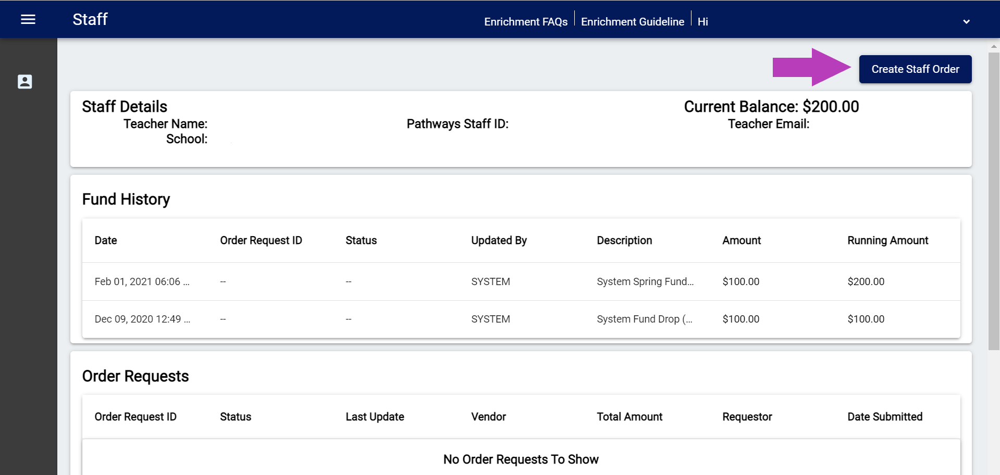 Staff
Enrichment FAQs Enrichment Guideline Hi
Create Staff Order
Staff Details
Current Balance: $200.00
Teacher Name:
Pathways Staff ID:
Teacher Email:
School:
Fund History
Date Order Request ID Status Updated By Description Amount Running Amount
Feb 01, 2021 06:06 ... -- -- SYSTEM System Spring Fund... $100.00 $200.00
Dec 09, 2020 12:49 ... -- -- SYSTEM System Fund Drop (... $100.00 $100.00
Order Requests
Order Request ID Status Last Update Vendor Total Amount Requestor Date Submitted
No Order Requests To Show